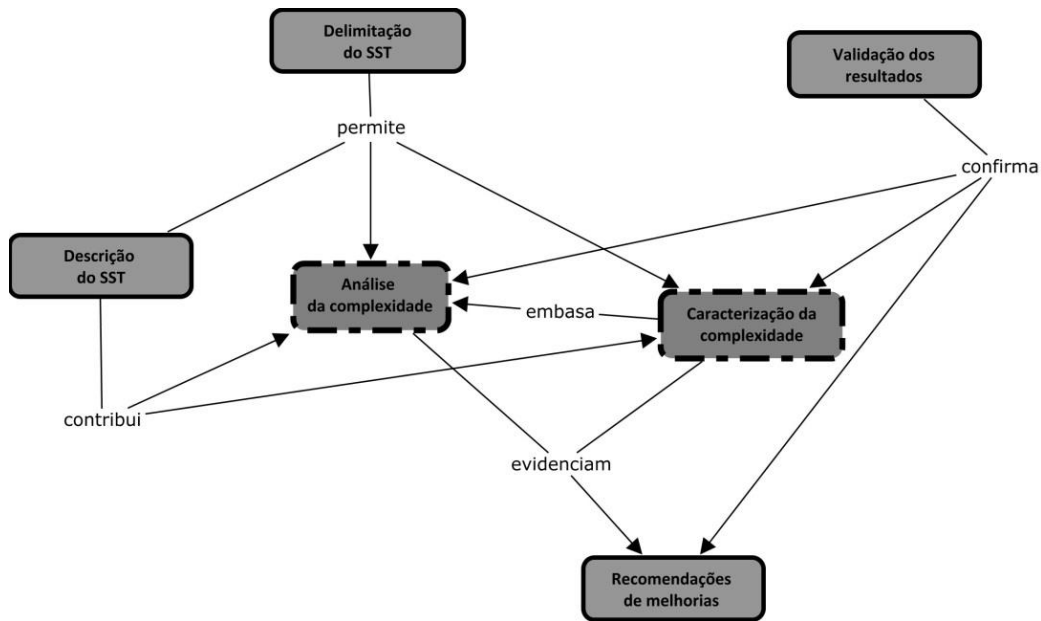 Delimitação
do SST
Validação dos
resultados
permite
confirma
Descrição
do SST
Análise
da complexidade
embasa
Caracterização da
complexidade
contribui
evidenciam
Recomendações
de melhorias